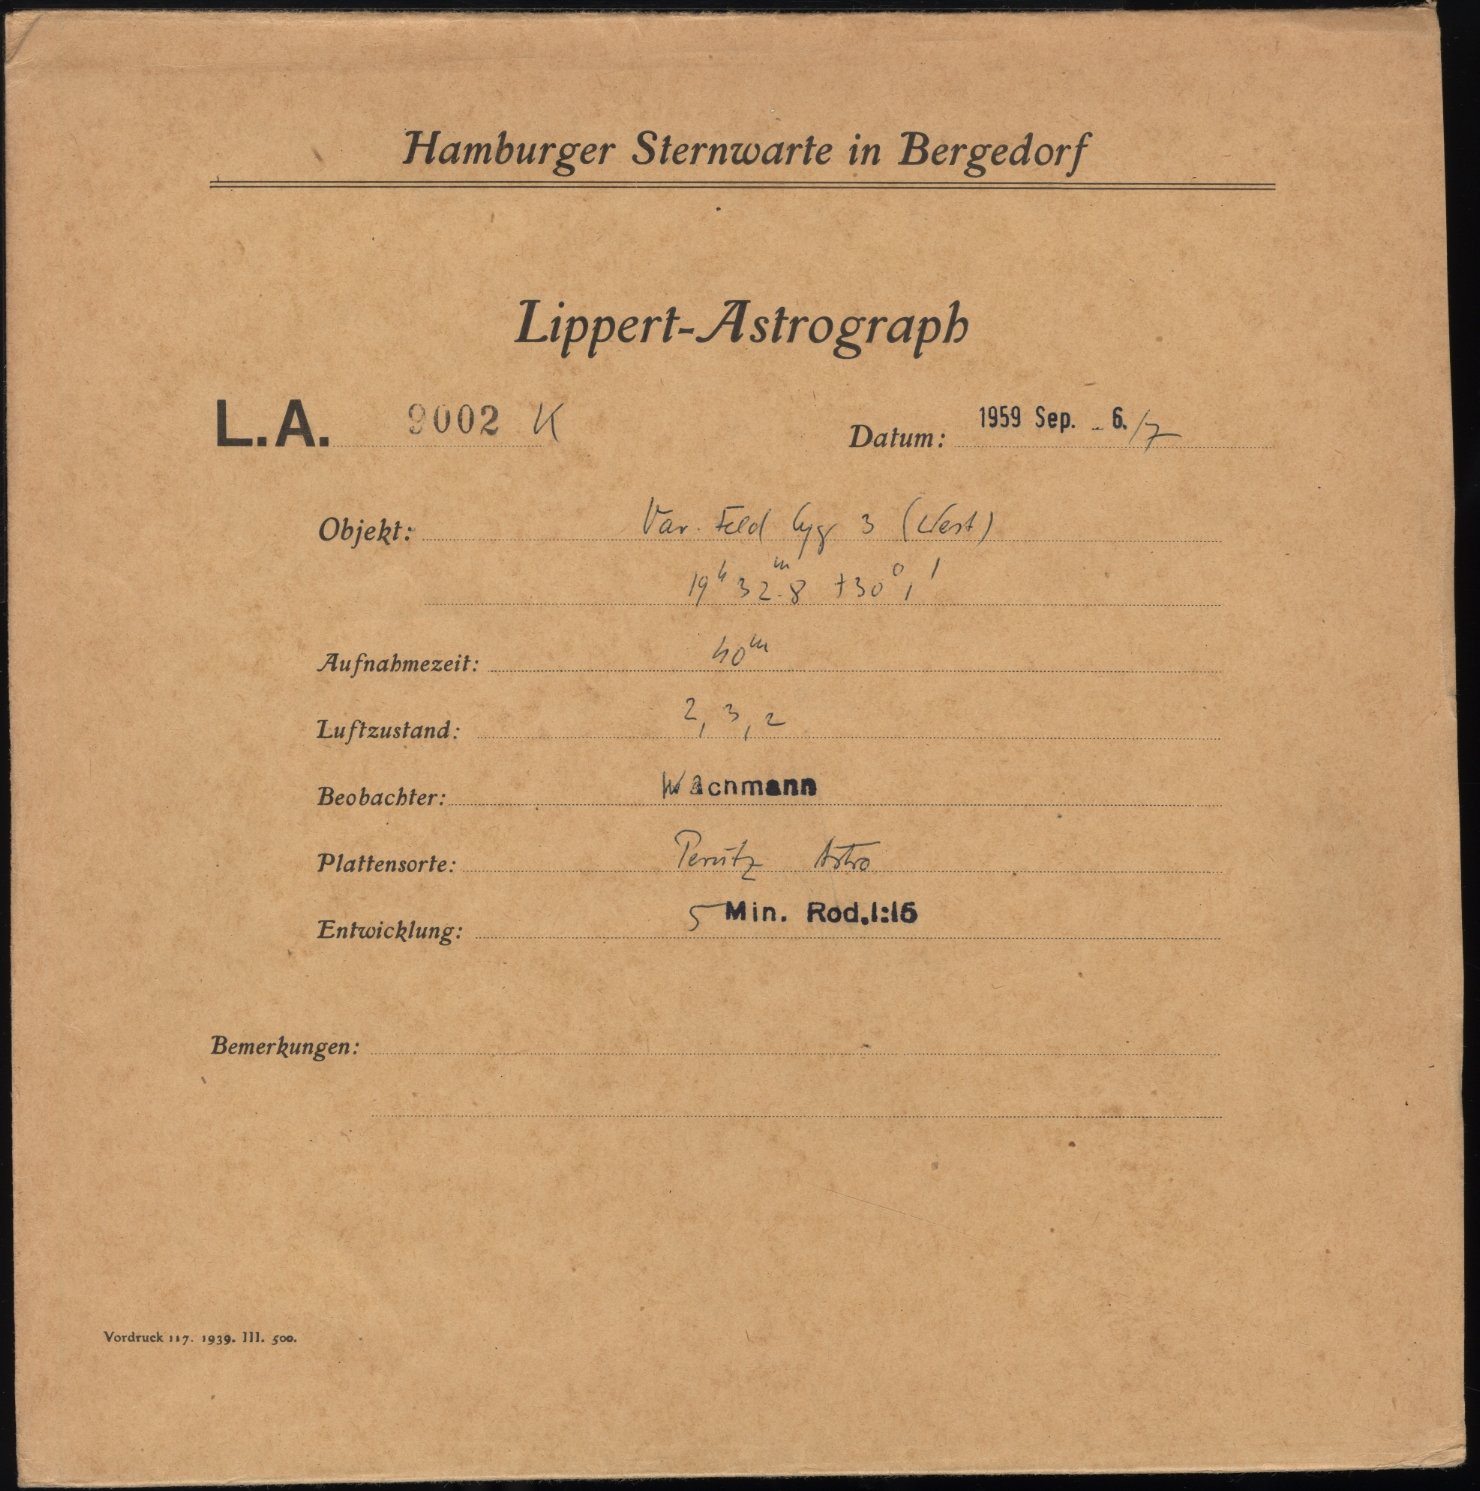 Hamburger Sternwarte in Bergedorf
Lippert-Astrograph
L.A. 9002 K Datum: 1959 Sep. 6./7
Objekt: Var. Feld Cyg 3 (West)
19ʰ 32ᵐ.8 +30° 1'
Aufnahmezeit: 40ᵐ
Luftzustand: 2, 3, 2
Beobachter: Wachmann
Plattensorte: Perutz Astro
Entwicklung: 5 Min. Rod.1:15
Bemerkungen:
Vordruck 117. 1939. III. 500.